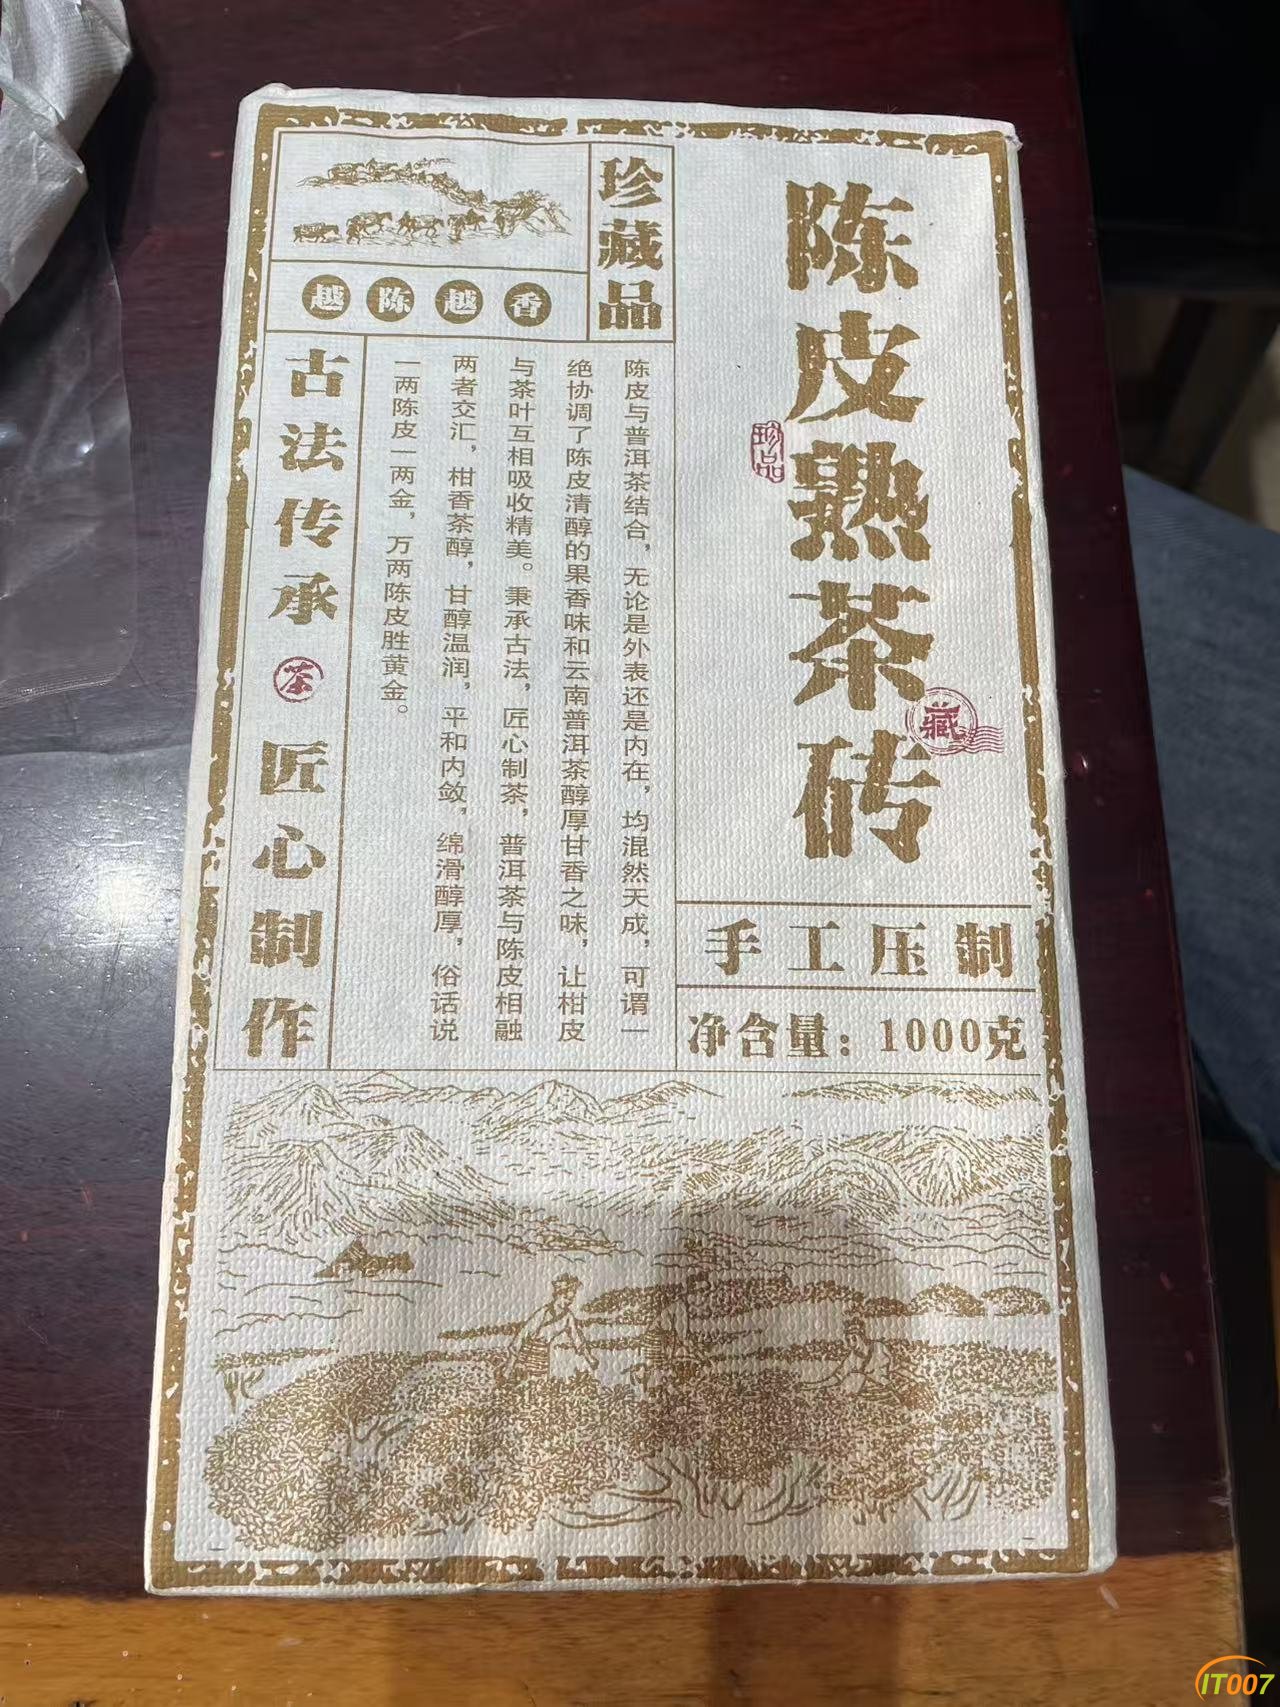 陈皮熟茶砖
珍品
藏
手工压制
净含量：1000克
珍藏品
越陈越香
陈皮与普洱茶结合，无论是外表还是内在，均混然天成，可谓一
绝协调了陈皮清醇的果香味和云南普洱茶醇厚甘香之味，让柑皮
与茶叶互相吸收精美。秉承古法，匠心制茶，普洱茶与陈皮相融
两者交汇，柑香茶醇，甘醇温润，平和内敛，绵滑醇厚，俗话说
一两陈皮一两金，万两陈皮胜黄金。
古法传承
茶
匠心制作
IT007